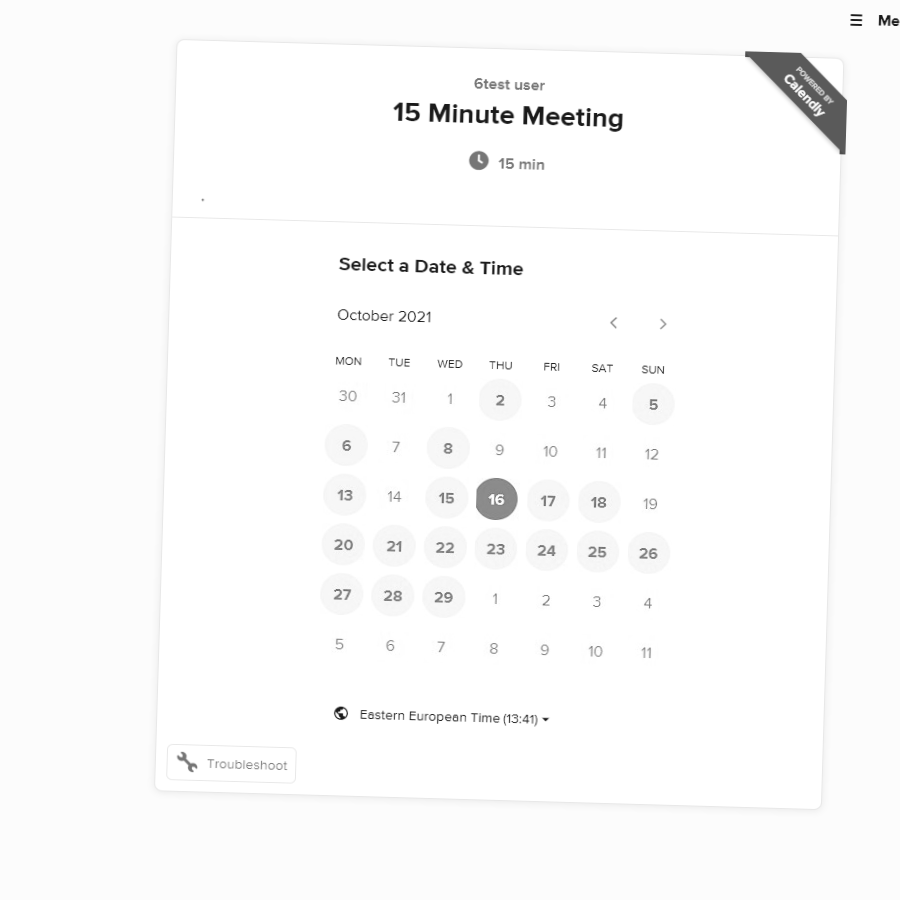 ☰ Me
POWERED BY
Calendly
6test user
15 Minute Meeting
15 min
.
Select a Date & Time
October 2021
MON TUE WED THU FRI SAT SUN
30 31 1 2 3 4 5
6 7 8 9 10 11 12
13 14 15 16 17 18 19
20 21 22 23 24 25 26
27 28 29 1 2 3 4
5 6 7 8 9 10 11
Eastern European Time (13:41)
Troubleshoot